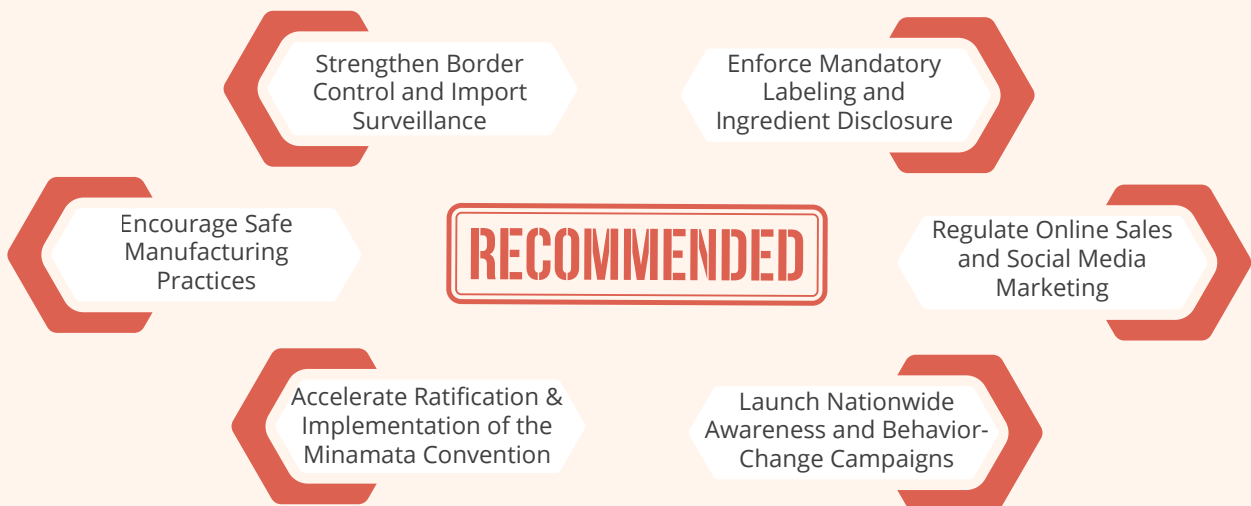 Strengthen Border
Control and Import
Surveillance
Enforce Mandatory
Labeling and
Ingredient Disclosure
Encourage Safe
Manufacturing
Practices
RECOMMENDED
Regulate Online Sales
and Social Media
Marketing
Accelerate Ratification &
Implementation of the
Minamata Convention
Launch Nationwide
Awareness and Behavior-
Change Campaigns